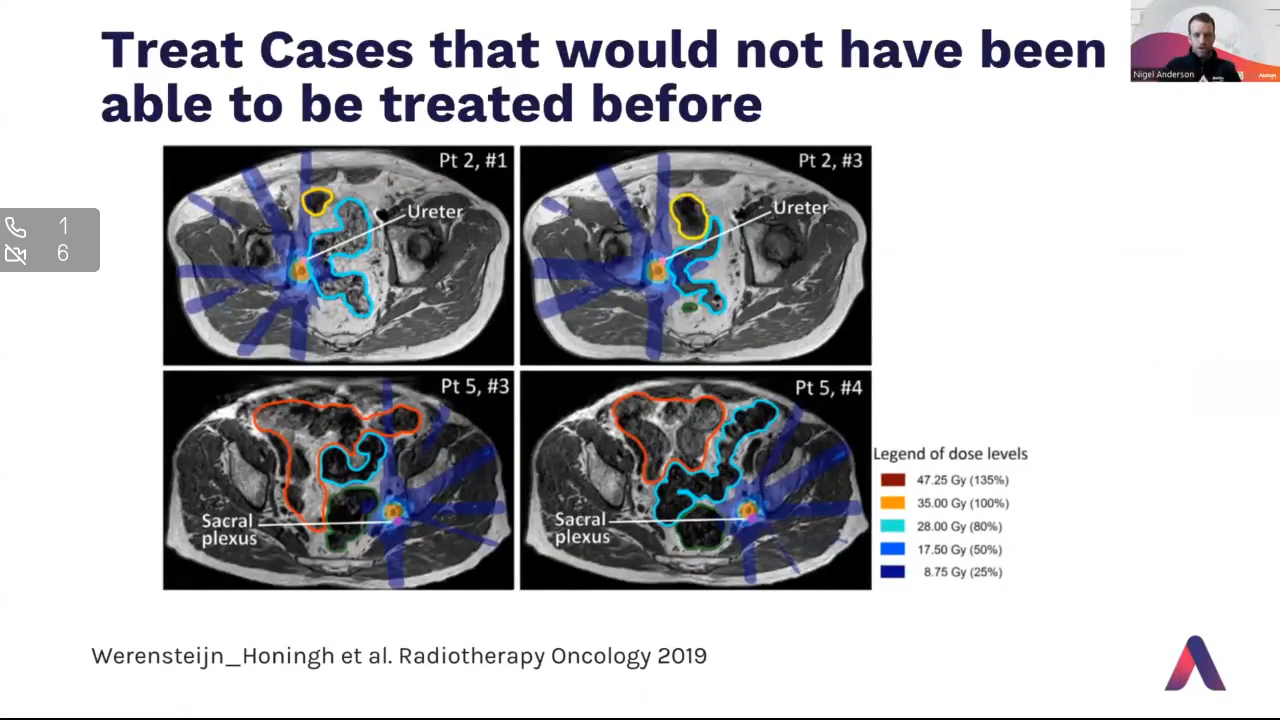 Treat Cases that would not have been
able to be treated before
Nigel Anderson
1
6
Pt 2, #1
Ureter
Pt 2, #3
Ureter
Pt 5, #3
Sacral
plexus
Pt 5, #4
Sacral
plexus
Legend of dose levels
47.25 Gy (135%)
35.00 Gy (100%)
28.00 Gy (80%)
17.50 Gy (50%)
8.75 Gy (25%)
Werensteijn_Honingh et al. Radiotherapy Oncology 2019